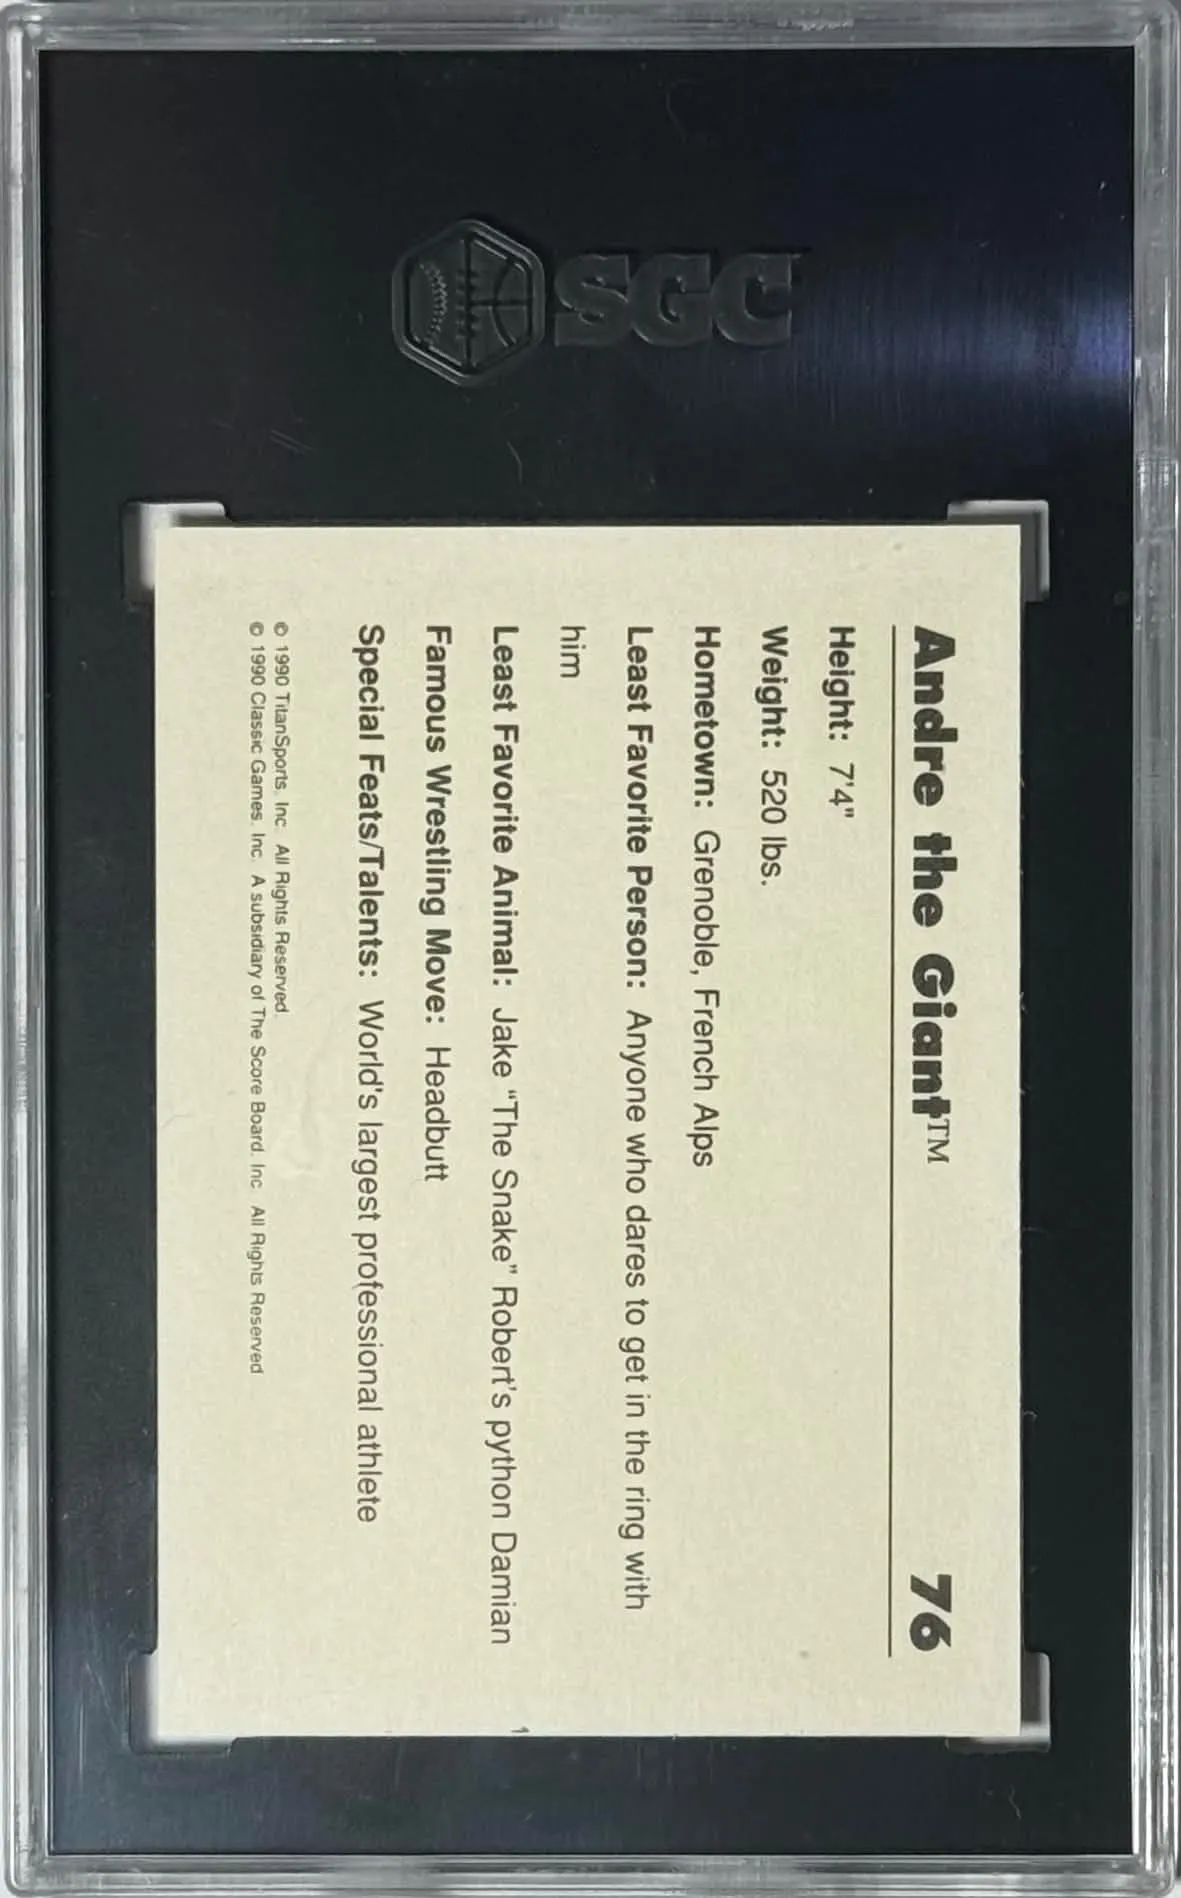 SGC
Andre the Giant™ 76
Height: 7'4"
Weight: 520 lbs.
Hometown: Grenoble, French Alps
Least Favorite Person: Anyone who dares to get in the ring with
him
Least Favorite Animal: Jake “The Snake” Robert's python Damian
Famous Wrestling Move: Headbutt
Special Feats/Talents: World's largest professional athlete
© 1990 TitanSports, Inc. All Rights Reserved.
© 1990 Classic Games, Inc. A subsidiary of The Score Board, Inc. All Rights Reserved